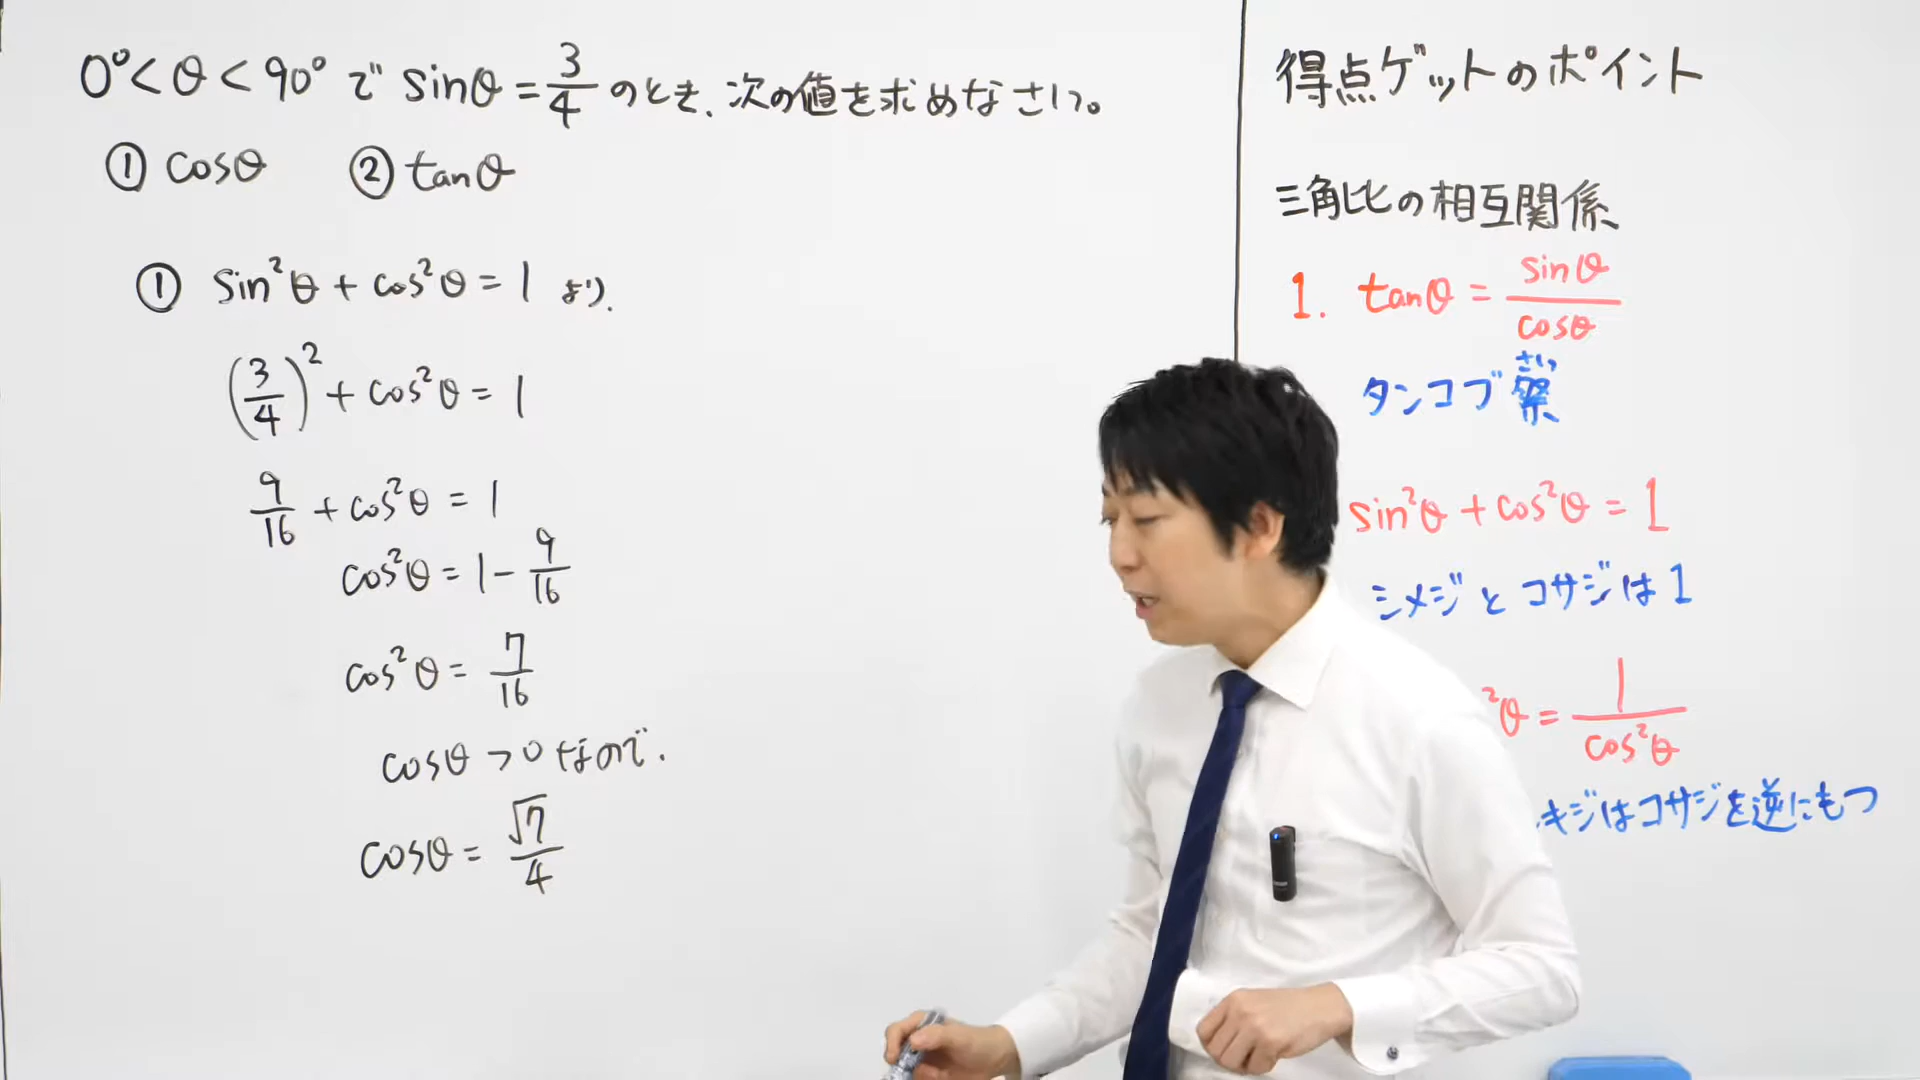 0°<θ<90°で sinθ=3/4 のとき、次の値を求めなさい。
① cosθ ② tanθ
① sin²θ+cos²θ=1 より、
(3/4)²+cos²θ=1
9/16+cos²θ=1
cos²θ=1-9/16
cos²θ=7/16
cosθ>0なので、
cosθ=√7/4
得点ゲットのポイント
三角比の相互関係
1. tanθ=sinθ/cosθ
さいん
タンコブ
sin²θ+cos²θ=1
シメジとコサジは1
²θ=1/cos²θ
キジはコサジを逆にもつ